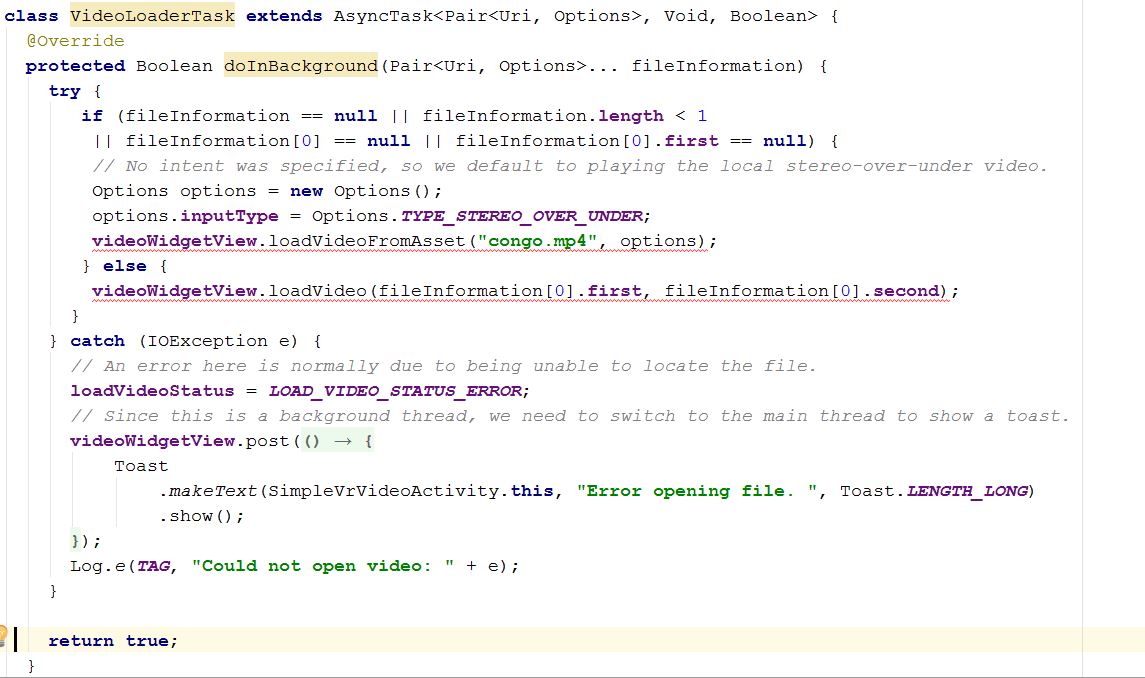 class VideoLoaderTask extends AsyncTask<Pair<Uri, Options>, Void, Boolean> {
@Override
protected Boolean doInBackground(Pair<Uri, Options>... fileInformation) {
try {
if (fileInformation == null || fileInformation.length < 1
|| fileInformation[0] == null || fileInformation[0].first == null) {
// No intent was specified, so we default to playing the local stereo-over-under video.
Options options = new Options();
options.inputType = Options.TYPE_STEREO_OVER_UNDER;
videoWidgetView.loadVideoFromAsset("congo.mp4", options);
} else {
videoWidgetView.loadVideo(fileInformation[0].first, fileInformation[0].second);
}
} catch (IOException e) {
// An error here is normally due to being unable to locate the file.
loadVideoStatus = LOAD_VIDEO_STATUS_ERROR;
// Since this is a background thread, we need to switch to the main thread to show a toast.
videoWidgetView.post(() → {
Toast
.makeText(SimpleVrVideoActivity.this, "Error opening file. ", Toast.LENGTH_LONG)
.show();
});
Log.e(TAG, "Could not open video: " + e);
}
return true;
}